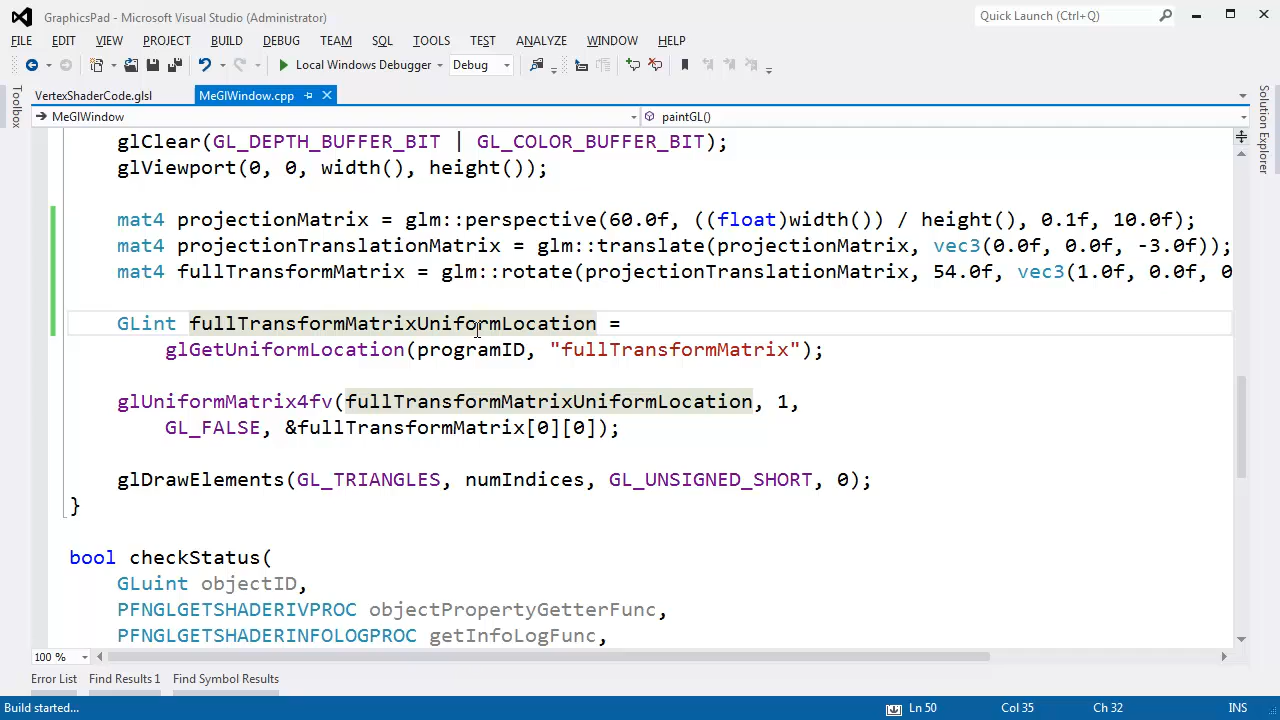 GraphicsPad - Microsoft Visual Studio (Administrator)
Quick Launch (Ctrl+Q)
FILE EDIT VIEW PROJECT BUILD DEBUG TEAM SQL TOOLS TEST ANALYZE WINDOW HELP
Local Windows Debugger Debug
Toolbox
VertexShaderCode.glsl MeGlWindow.cpp
Solution Explorer
MeGlWindow paintGL()
glClear(GL_DEPTH_BUFFER_BIT | GL_COLOR_BUFFER_BIT);
glViewport(0, 0, width(), height());
mat4 projectionMatrix = glm::perspective(60.0f, ((float)width()) / height(), 0.1f, 10.0f);
mat4 projectionTranslationMatrix = glm::translate(projectionMatrix, vec3(0.0f, 0.0f, -3.0f));
mat4 fullTransformMatrix = glm::rotate(projectionTranslationMatrix, 54.0f, vec3(1.0f, 0.0f, 0
GLint fullTransformMatrixUniformLocation =
glGetUniformLocation(programID, "fullTransformMatrix");
glUniformMatrix4fv(fullTransformMatrixUniformLocation, 1,
GL_FALSE, &fullTransformMatrix[0][0]);
glDrawElements(GL_TRIANGLES, numIndices, GL_UNSIGNED_SHORT, 0);
}
bool checkStatus(
GLuint objectID,
PFNGLGETSHADERIVPROC objectPropertyGetterFunc,
PFNGLGETSHADERINFOLOGPROC getInfoLogFunc,
100 %
Error List Find Results 1 Find Symbol Results
Build started... Ln 50 Col 35 Ch 32 INS